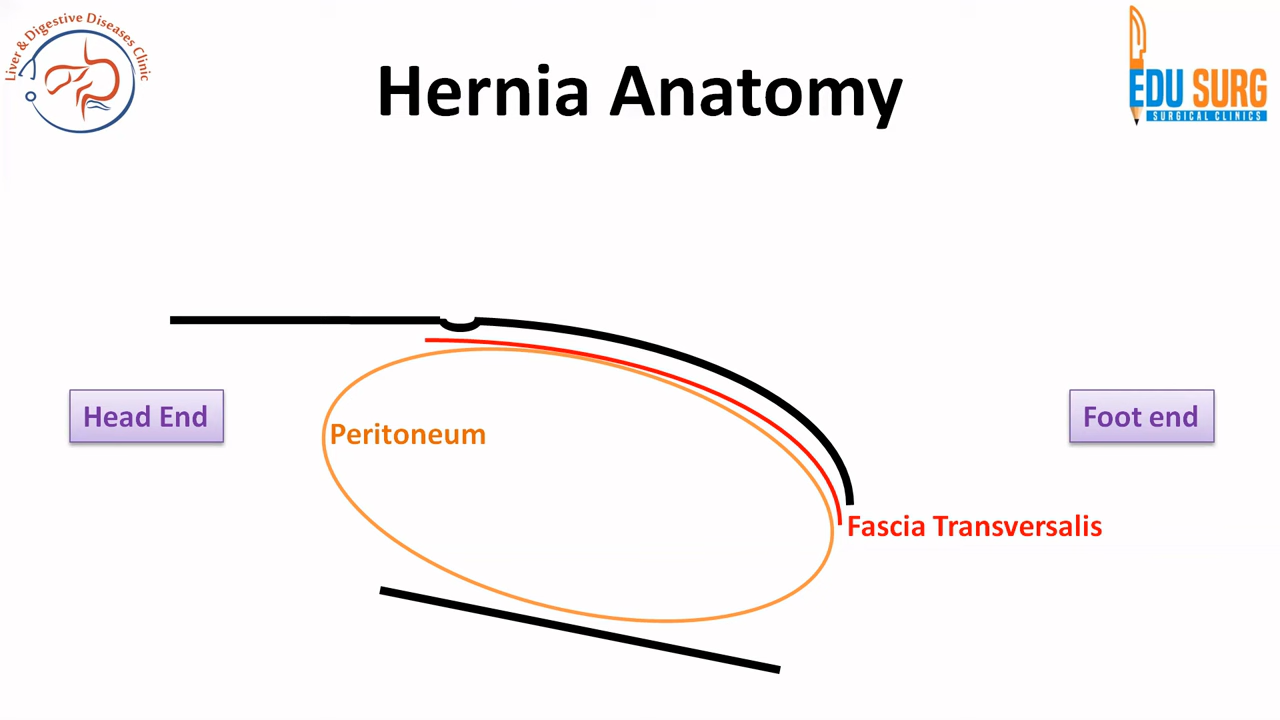 Liver & Digestive Diseases Clinic
Hernia Anatomy
EDU SURG
SURGICAL CLINICS
Head End
Foot end
Peritoneum
Fascia Transversalis